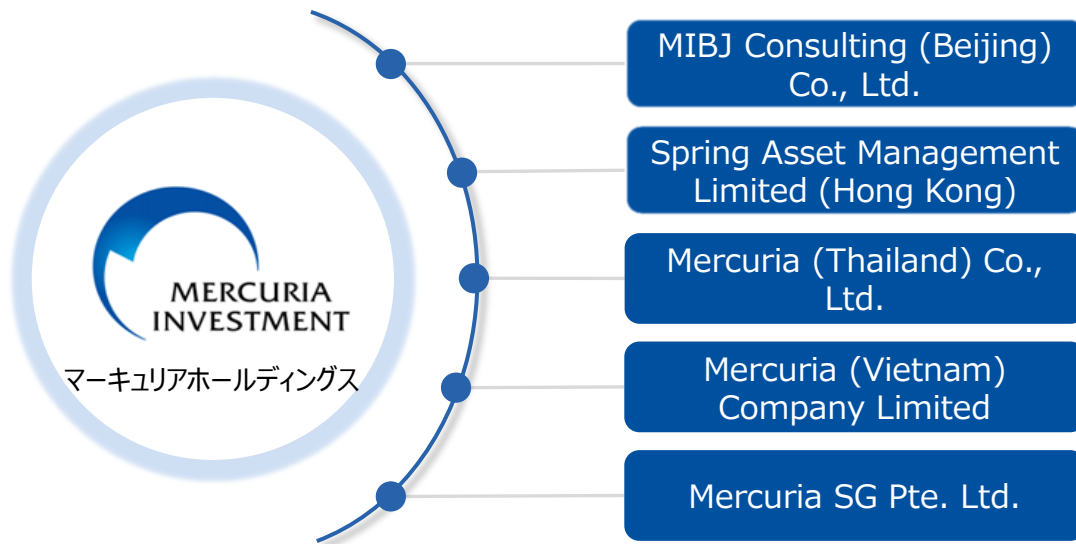 MERCURIA
INVESTMENT
マーキュリアホールディングス
MIBJ Consulting (Beijing)
Co., Ltd.
Spring Asset Management
Limited (Hong Kong)
Mercuria (Thailand) Co.,
Ltd.
Mercuria (Vietnam)
Company Limited
Mercuria SG Pte. Ltd.